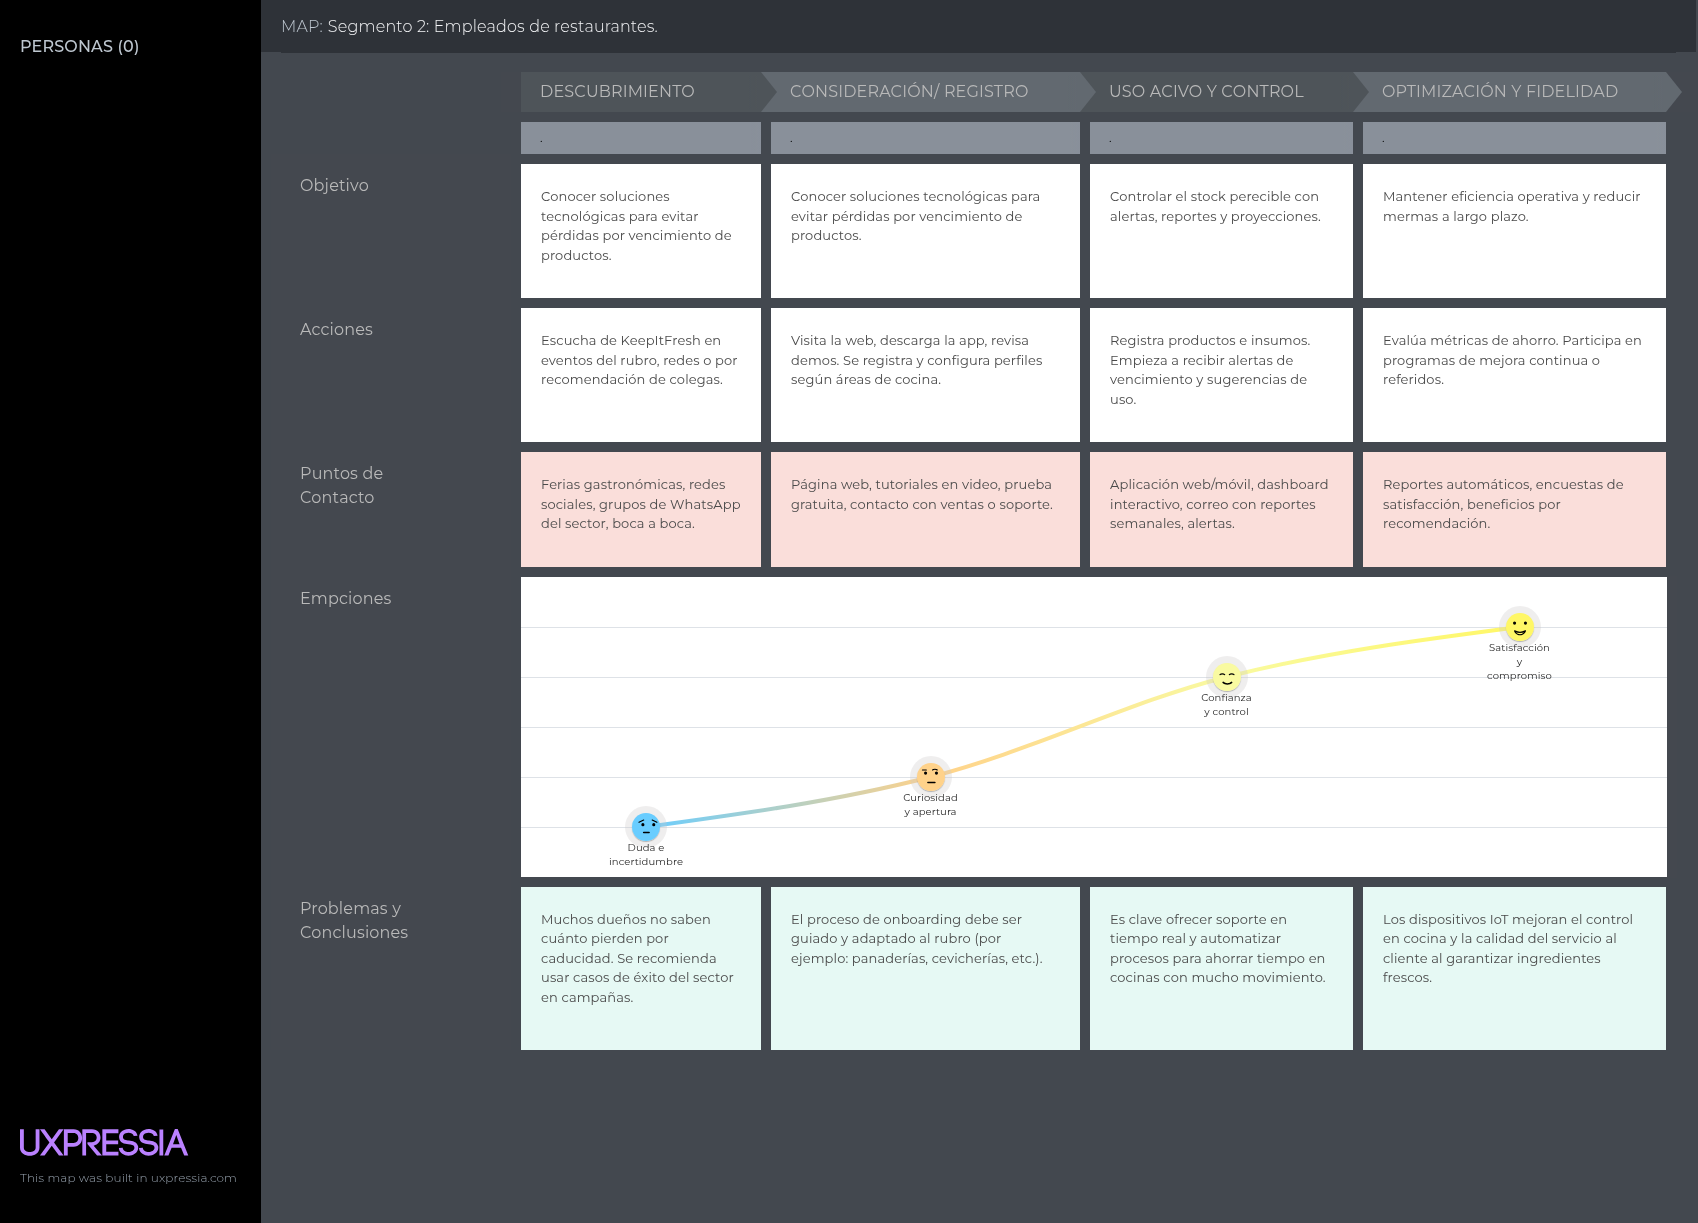 PERSONAS (0)
MAP: Segmento 2: Empleados de restaurantes.
DESCUBRIMIENTO
CONSIDERACIÓN/ REGISTRO
USO ACIVO Y CONTROL
OPTIMIZACIÓN Y FIDELIDAD
.
.
.
.
Objetivo
Conocer soluciones
tecnológicas para evitar
pérdidas por vencimiento de
productos.
Conocer soluciones tecnológicas para
evitar pérdidas por vencimiento de
productos.
Controlar el stock perecible con
alertas, reportes y proyecciones.
Mantener eficiencia operativa y reducir
mermas a largo plazo.
Acciones
Escucha de KeepItFresh en
eventos del rubro, redes o por
recomendación de colegas.
Visita la web, descarga la app, revisa
demos. Se registra y configura perfiles
según áreas de cocina.
Registra productos e insumos.
Empieza a recibir alertas de
vencimiento y sugerencias de
uso.
Evalúa métricas de ahorro. Participa en
programas de mejora continua o
referidos.
Puntos de
Contacto
Ferias gastronómicas, redes
sociales, grupos de WhatsApp
del sector, boca a boca.
Página web, tutoriales en video, prueba
gratuita, contacto con ventas o soporte.
Aplicación web/móvil, dashboard
interactivo, correo con reportes
semanales, alertas.
Reportes automáticos, encuestas de
satisfacción, beneficios por
recomendación.
Empciones
Duda e
incertidumbre
Curiosidad
y apertura
Confianza
y control
Satisfacción
y
compromiso
Problemas y
Conclusiones
Muchos dueños no saben
cuánto pierden por
caducidad. Se recomienda
usar casos de éxito del sector
en campañas.
El proceso de onboarding debe ser
guiado y adaptado al rubro (por
ejemplo: panaderías, cevicherías, etc.).
Es clave ofrecer soporte en
tiempo real y automatizar
procesos para ahorrar tiempo en
cocinas con mucho movimiento.
Los dispositivos IoT mejoran el control
en cocina y la calidad del servicio al
cliente al garantizar ingredientes
frescos.
UXPRESSIA
This map was built in uxpressia.com